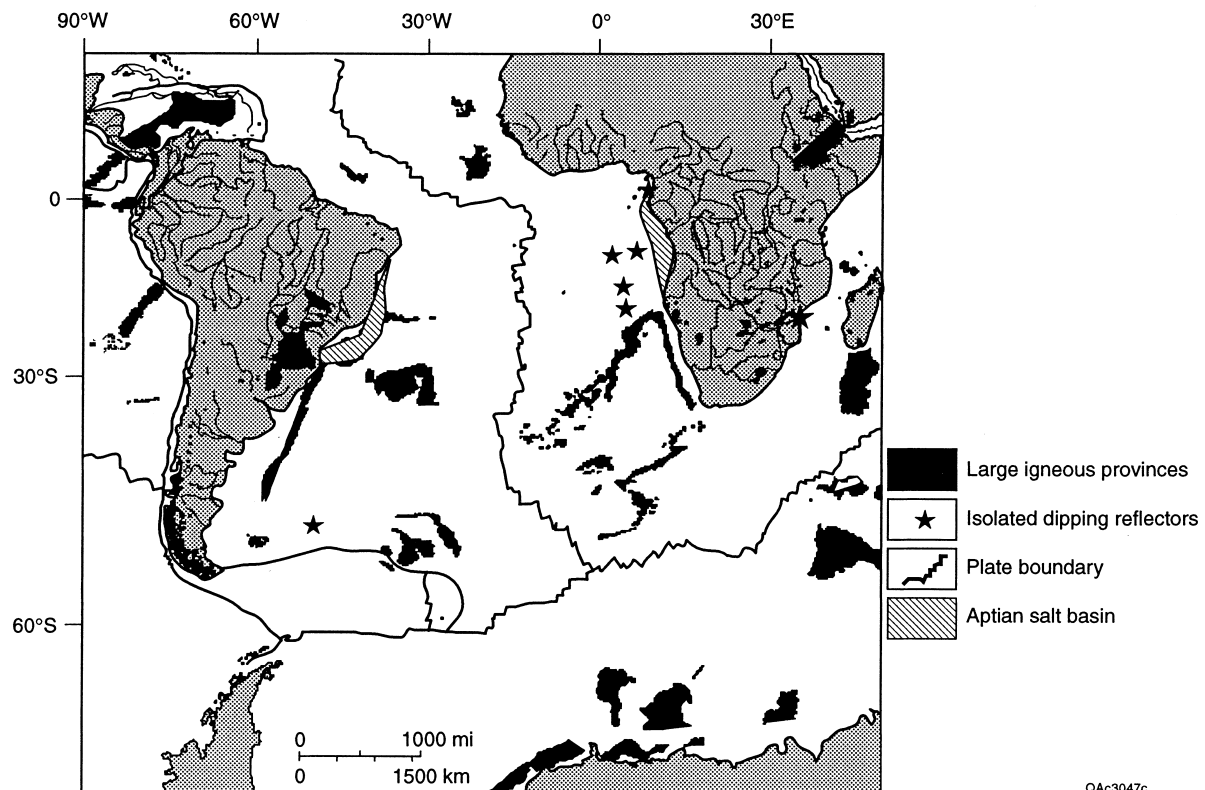 90°W 60°W 30°W 0° 30°E
0
30°S
60°S
Large igneous provinces
Isolated dipping reflectors
Plate boundary
Aptian salt basin
0 1000 mi
0 1500 km
QAc3047c